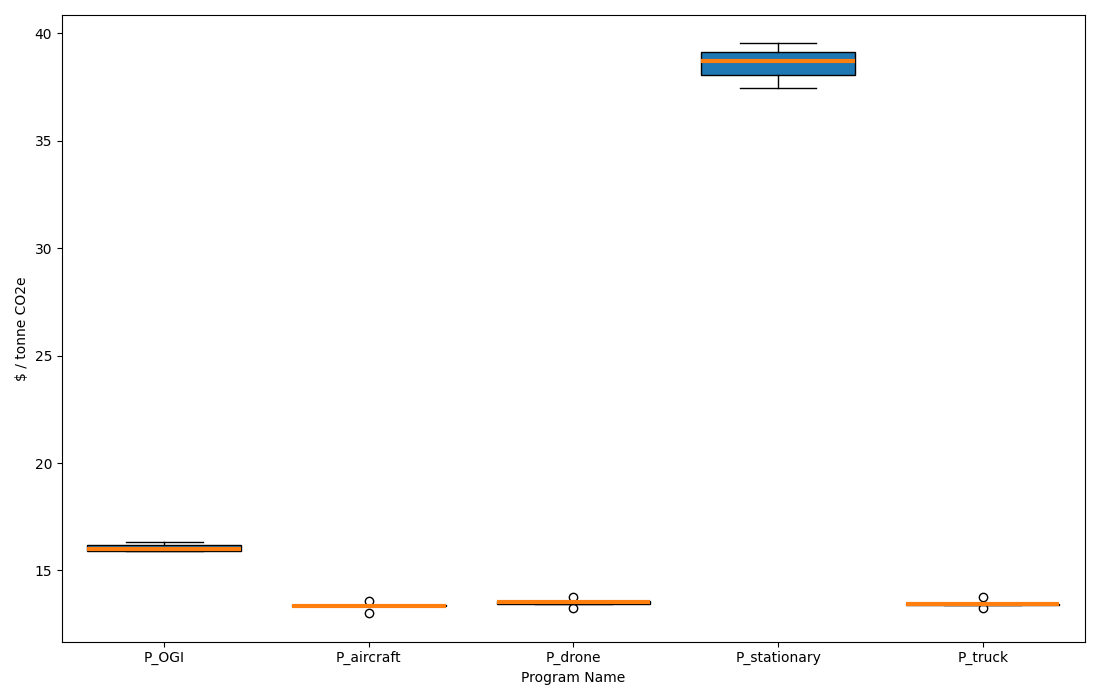 $ / tonne CO2e
40
35
30
25
20
15
P_OGI
P_aircraft
P_drone
P_stationary
P_truck
Program Name